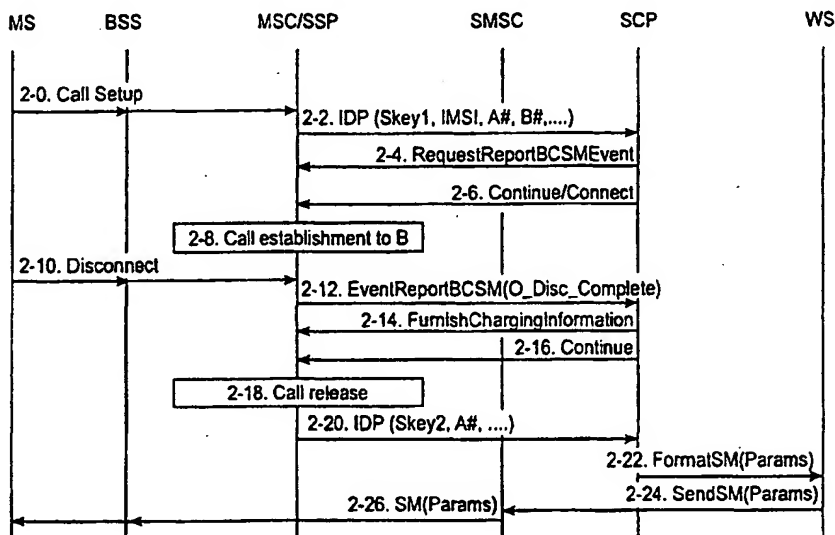 MS BSS MSC/SSP SMSC SCP WS
2-0. Call Setup
2-2. IDP (Skey1, IMSI, A#, B#,....)
2-4. RequestReportBCSMEvent
2-6. Continue/Connect
2-8. Call establishment to B
2-10. Disconnect
2-12. EventReportBCSM(O_Disc_Complete)
2-14. FurnishChargingInformation
2-16. Continue
2-18. Call release
2-20. IDP (Skey2, A#, ....)
2-22. FormatSM(Params)
2-24. SendSM(Params)
2-26. SM(Params)